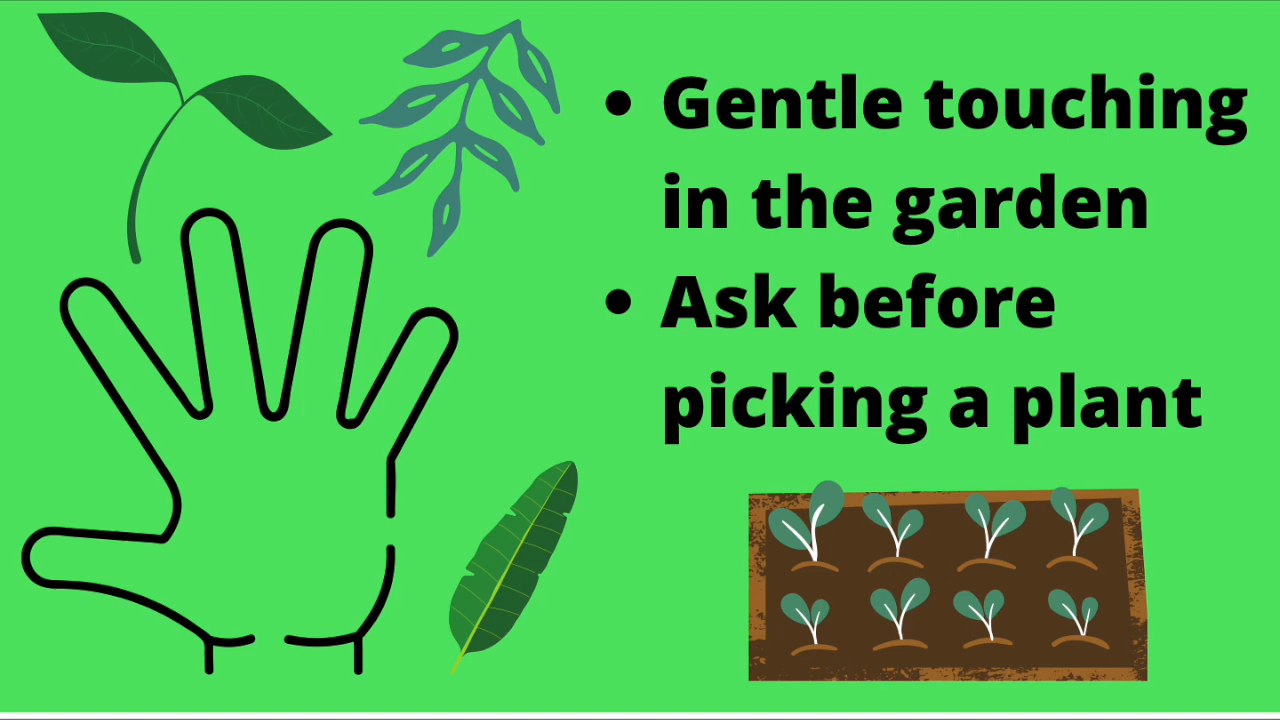 • Gentle touching
in the garden
• Ask before
picking a plant